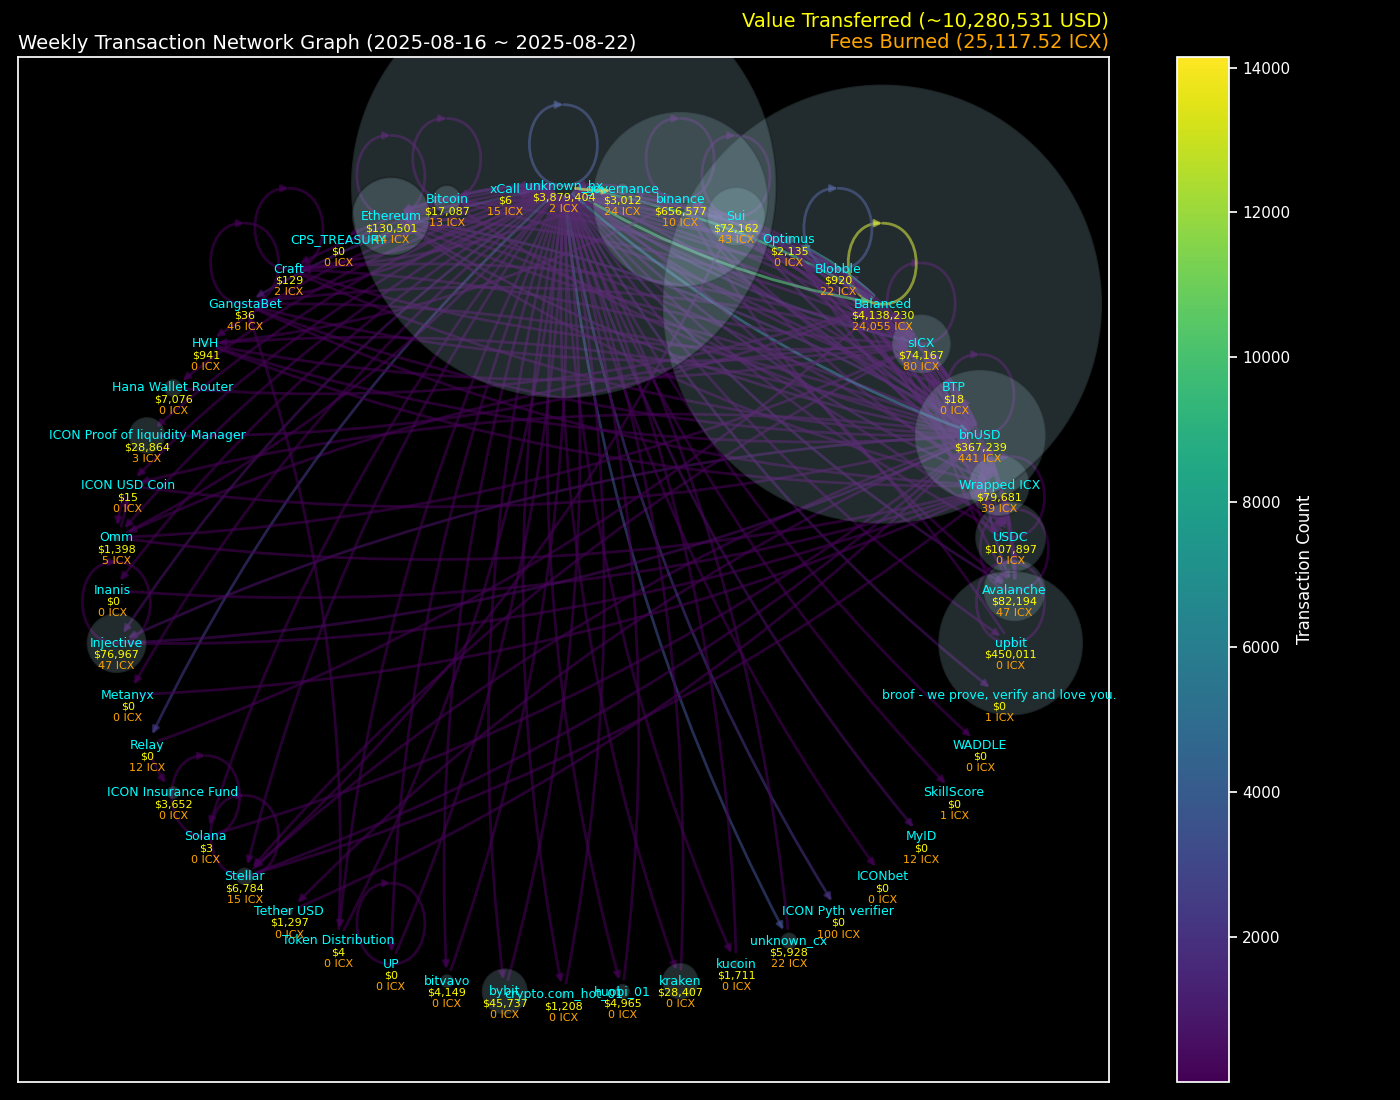 Value Transferred (~10,280,531 USD)
Weekly Transaction Network Graph (2025-08-16 ~ 2025-08-22)
Fees Burned (25,117.52 ICX)
unknown_hx
$3,879,404
2 ICX
governance
$3,012
24 ICX
binance
$656,577
10 ICX
Sui
$72,162
43 ICX
Optimus
$2,135
0 ICX
Blobble
$920
22 ICX
Balanced
$4,138,230
24,055 ICX
sICX
$74,167
80 ICX
BTP
$18
0 ICX
bnUSD
$367,239
441 ICX
Wrapped ICX
$79,681
39 ICX
USDC
$107,897
0 ICX
Avalanche
$82,194
47 ICX
upbit
$450,011
0 ICX
broof - we prove, verify and love you.
$0
1 ICX
WADDLE
$0
0 ICX
SkillScore
$0
1 ICX
MyID
$0
12 ICX
ICONbet
$0
0 ICX
ICON Pyth verifier
$0
100 ICX
unknown_cx
$5,928
22 ICX
kucoin
$1,711
0 ICX
kraken
$28,407
0 ICX
huobi_01
$4,965
0 ICX
crypto.com_hot_01
$1,208
0 ICX
bybit
$45,737
0 ICX
bitvavo
$4,149
0 ICX
UP
$0
0 ICX
Token Distribution
$4
0 ICX
Tether USD
$1,297
0 ICX
Stellar
$6,784
15 ICX
Solana
$3
0 ICX
ICON Insurance Fund
$3,652
0 ICX
Relay
$0
12 ICX
Metanyx
$0
0 ICX
Injective
$76,967
47 ICX
Inanis
$0
0 ICX
Omm
$1,398
5 ICX
ICON USD Coin
$15
0 ICX
ICON Proof of liquidity Manager
$28,864
3 ICX
Hana Wallet Router
$7,076
0 ICX
HVH
$941
0 ICX
GangstaBet
$36
46 ICX
Craft
$129
2 ICX
CPS_TREASURY
$0
0 ICX
Ethereum
$130,501
ICX
Bitcoin
$17,087
13 ICX
xCall
$6
15 ICX
14000
12000
10000
8000
6000
4000
2000
Transaction Count